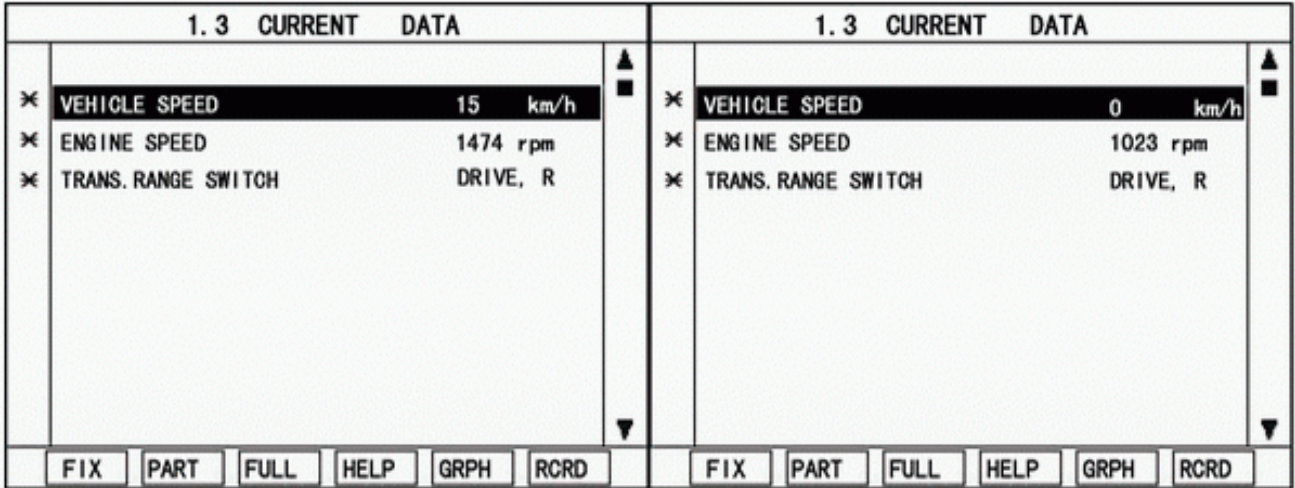 1.3 CURRENT DATA
VEHICLE SPEED 15 km/h
ENGINE SPEED 1474 rpm
TRANS.RANGE SWITCH DRIVE, R
FIX PART FULL HELP GRPH RCRD
1.3 CURRENT DATA
VEHICLE SPEED 0 km/h
ENGINE SPEED 1023 rpm
TRANS.RANGE SWITCH DRIVE, R
FIX PART FULL HELP GRPH RCRD